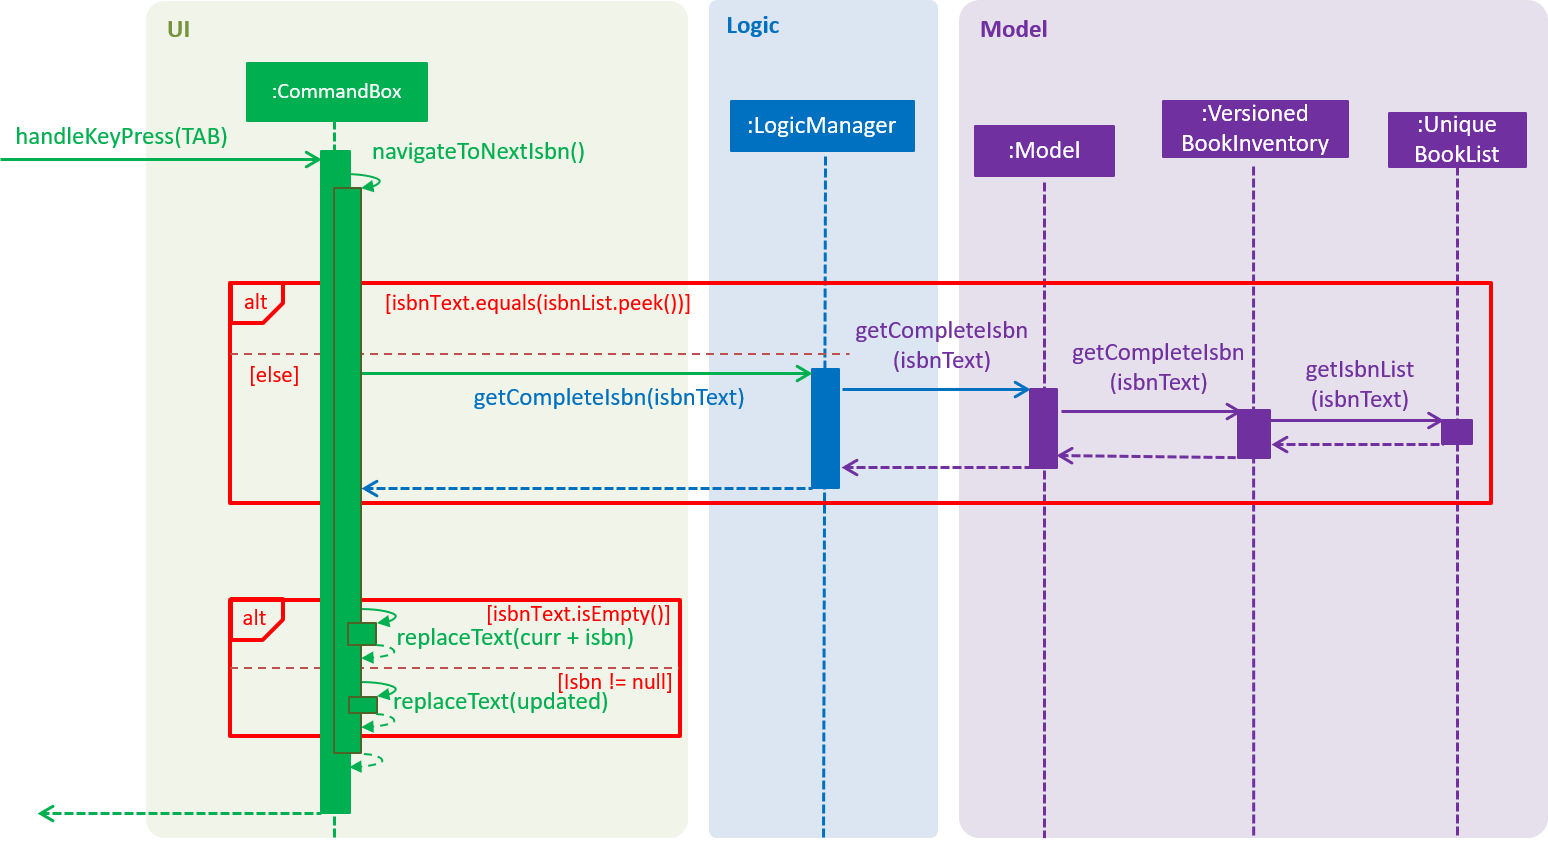 UI
Logic
Model
:CommandBox
:LogicManager
:Model
:Versioned
BookInventory
:Unique
BookList
handleKeyPress(TAB)
navigateToNextIsbn()
alt
[isbnText.equals(isbnList.peek())]
[else]
getCompleteIsbn(isbnText)
getCompleteIsbn
(isbnText)
getCompleteIsbn
(isbnText)
getIsbnList
(isbnText)
alt
[isbnText.isEmpty()]
replaceText(curr + isbn)
[Isbn != null]
replaceText(updated)